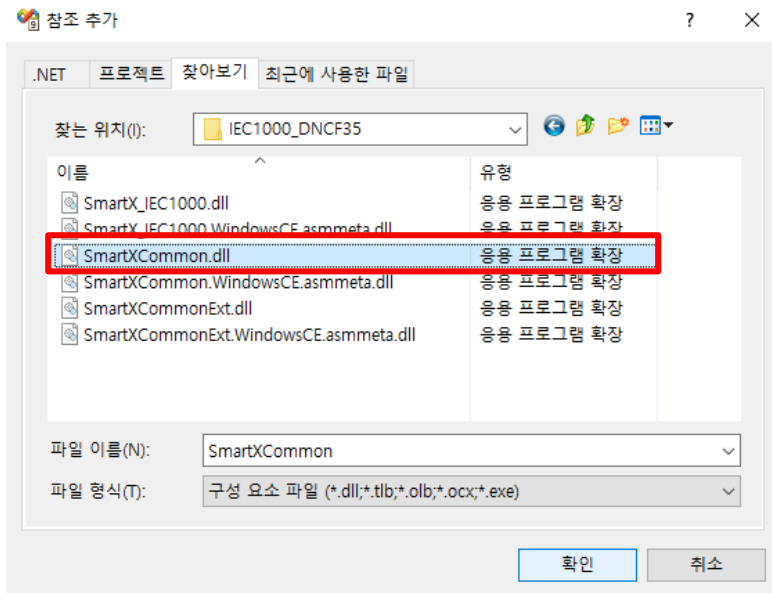 참조 추가
.NET 프로젝트 찾아보기 최근에 사용한 파일
찾는 위치(I): IEC1000_DNCF35
이름 유형
SmartX_IEC1000.dll 응용 프로그램 확장
SmartX_IEC1000.WindowsCE.asmmeta.dll 응용 프로그램 확장
SmartXCommon.dll 응용 프로그램 확장
SmartXCommon.WindowsCE.asmmeta.dll 응용 프로그램 확장
SmartXCommonExt.dll 응용 프로그램 확장
SmartXCommonExt.WindowsCE.asmmeta.dll 응용 프로그램 확장
파일 이름(N): SmartXCommon
파일 형식(T): 구성 요소 파일 (*.dll;*.tlb;*.olb;*.ocx;*.exe)
확인 취소